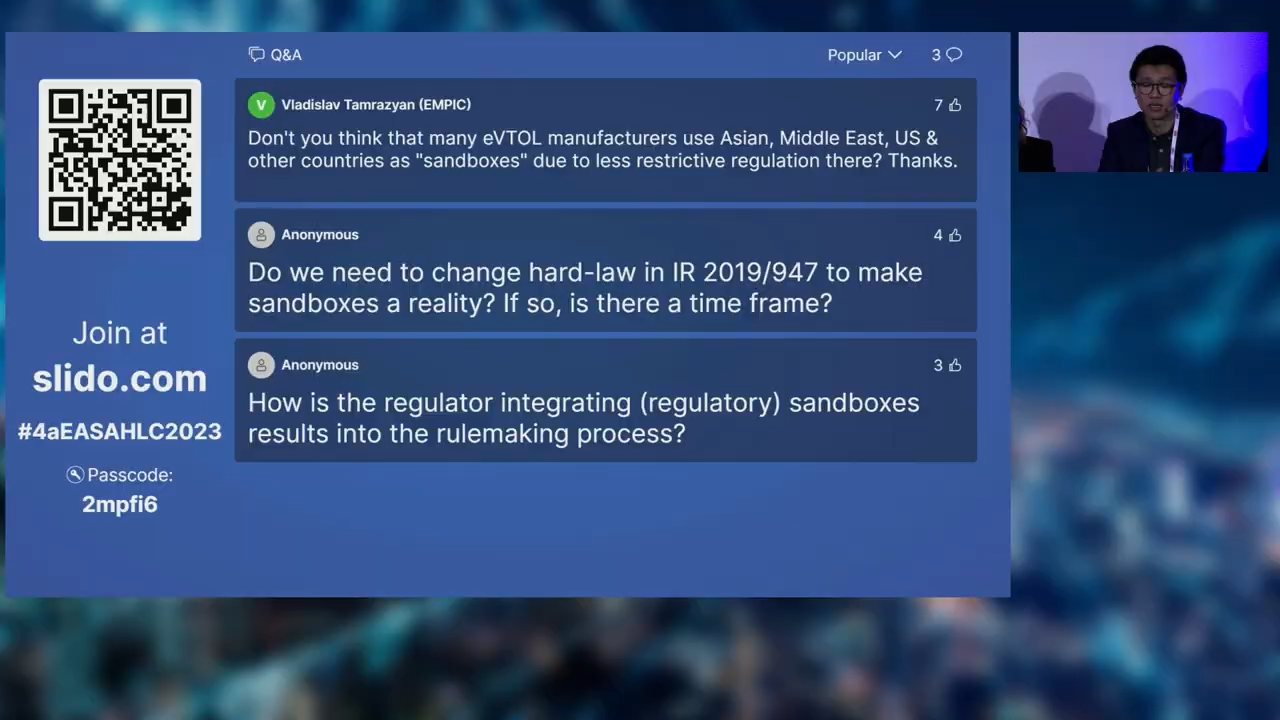 Q&A
Popular
3
V
Vladislav Tamrazyan (EMPIC)
7
Don't you think that many eVTOL manufacturers use Asian, Middle East, US &
other countries as "sandboxes" due to less restrictive regulation there? Thanks.
Anonymous
4
Do we need to change hard-law in IR 2019/947 to make
sandboxes a reality? If so, is there a time frame?
Anonymous
3
How is the regulator integrating (regulatory) sandboxes
results into the rulemaking process?
Join at
slido.com
#4aEASAHLC2023
Passcode:
2mpfi6